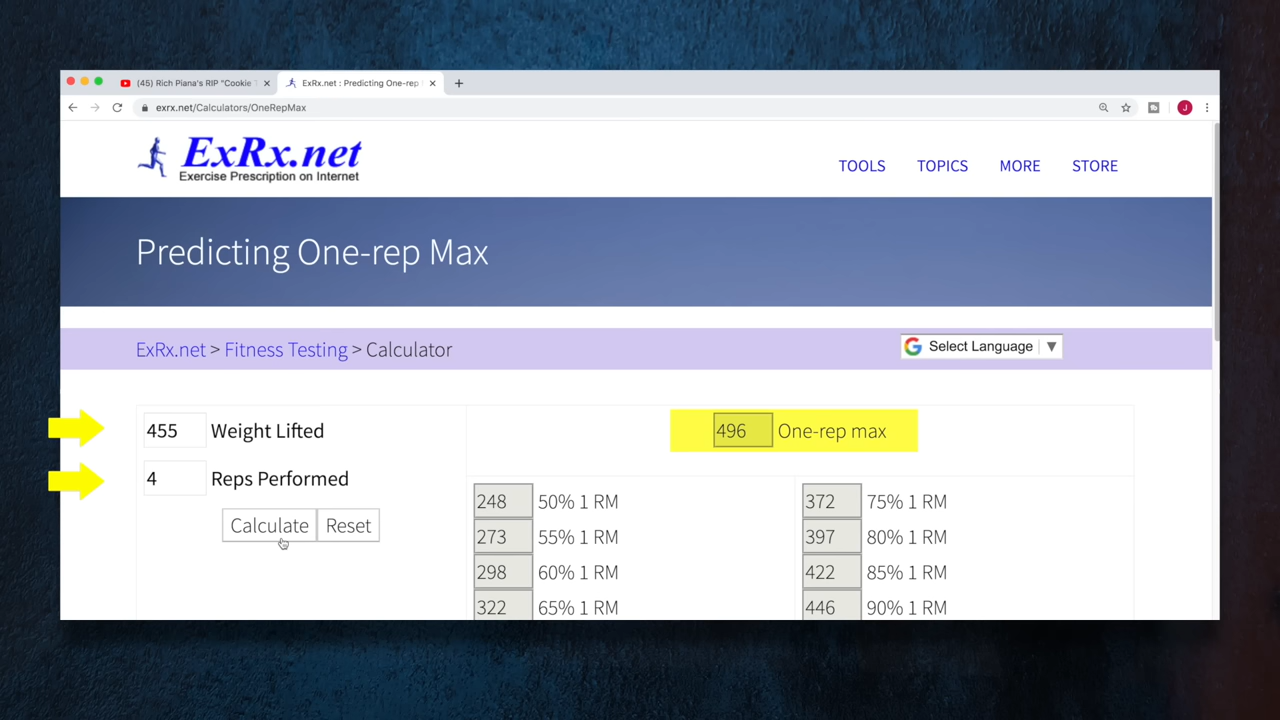 (45) Rich Piana's RIP "Cookie
ExRx.net : Predicting One-rep
exrx.net/Calculators/OneRepMax
J
ExRx.net
Exercise Prescription on Internet
TOOLS TOPICS MORE STORE
Predicting One-rep Max
ExRx.net > Fitness Testing > Calculator
G Select Language ▼
455 Weight Lifted
496 One-rep max
4 Reps Performed
Calculate Reset
248 50% 1 RM
273 55% 1 RM
298 60% 1 RM
322 65% 1 RM
372 75% 1 RM
397 80% 1 RM
422 85% 1 RM
446 90% 1 RM